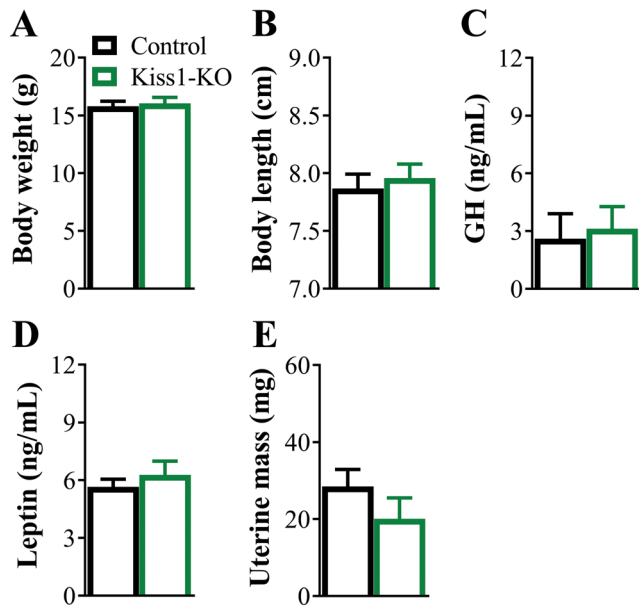 A
Body weight (g)
20
15
10
5
0
Control
Kiss1-KO
B
Body length (cm)
9.0
8.5
8.0
7.5
7.0
C
GH (ng/mL)
12
9
6
3
0
D
Leptin (ng/mL)
12
9
6
3
0
E
Uterine mass (mg)
60
40
20
0